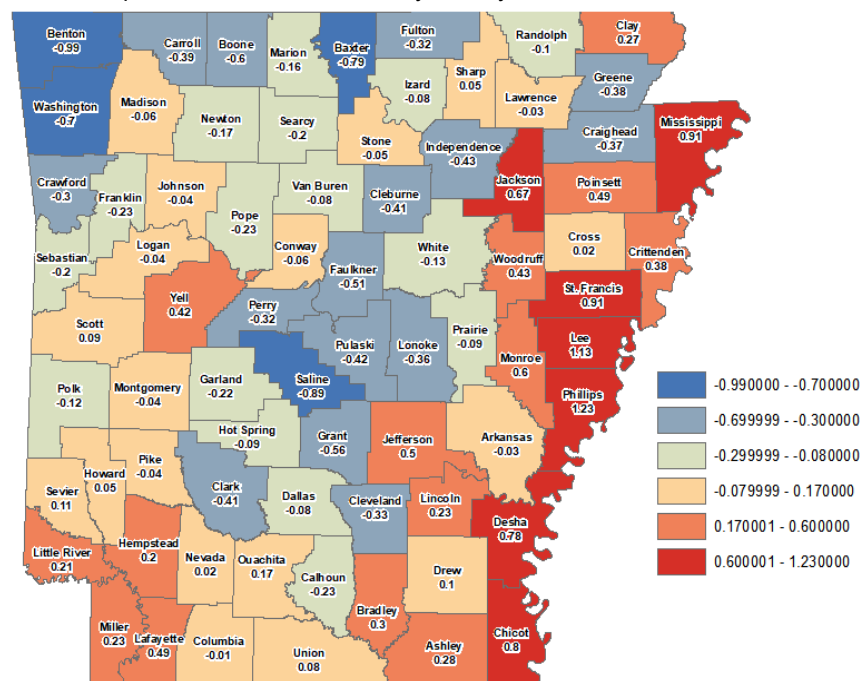 Benton
-0.99
Carroll
-0.39
Boone
-0.6
Marion
-0.16
Baxter
-0.79
Fulton
-0.32
Randolph
-0.1
Clay
0.27
Washington
-0.7
Madison
-0.06
Newton
-0.17
Searcy
-0.2
Stone
-0.05
Izard
-0.08
Sharp
0.05
Lawrence
-0.03
Greene
-0.38
Independence
-0.43
Craighead
-0.37
Mississippi
0.91
Crawford
-0.3
Franklin
-0.23
Johnson
-0.04
Pope
-0.23
Van Buren
-0.08
Cleburne
-0.41
Jackson
0.67
Poinsett
0.49
Sebastian
-0.2
Logan
-0.04
Conway
-0.06
Faulkner
-0.51
White
-0.13
Woodruff
0.43
Cross
0.02
Crittenden
0.38
Scott
0.09
Yell
0.42
Perry
-0.32
Pulaski
-0.42
Lonoke
-0.36
Prairie
-0.09
St. Francis
0.91
Lee
1.13
Monroe
0.6
Phillips
1.23
Polk
-0.12
Montgomery
-0.04
Garland
-0.22
Saline
-0.89
Hot Spring
-0.09
Grant
-0.56
Jefferson
0.5
Arkansas
-0.03
Sevier
0.11
Howard
0.05
Pike
-0.04
Clark
-0.41
Dallas
-0.08
Cleveland
-0.33
Lincoln
0.23
Desha
0.78
Little River
0.21
Hempstead
0.2
Nevada
0.02
Ouachita
0.17
Calhoun
-0.23
Bradley
0.3
Drew
0.1
Miller
0.23
Lafayette
0.49
Columbia
-0.01
Union
0.08
Ashley
0.28
Chicot
0.8
-0.990000 - -0.700000
-0.699999 - -0.300000
-0.299999 - -0.080000
-0.079999 - 0.170000
0.170001 - 0.600000
0.600001 - 1.230000